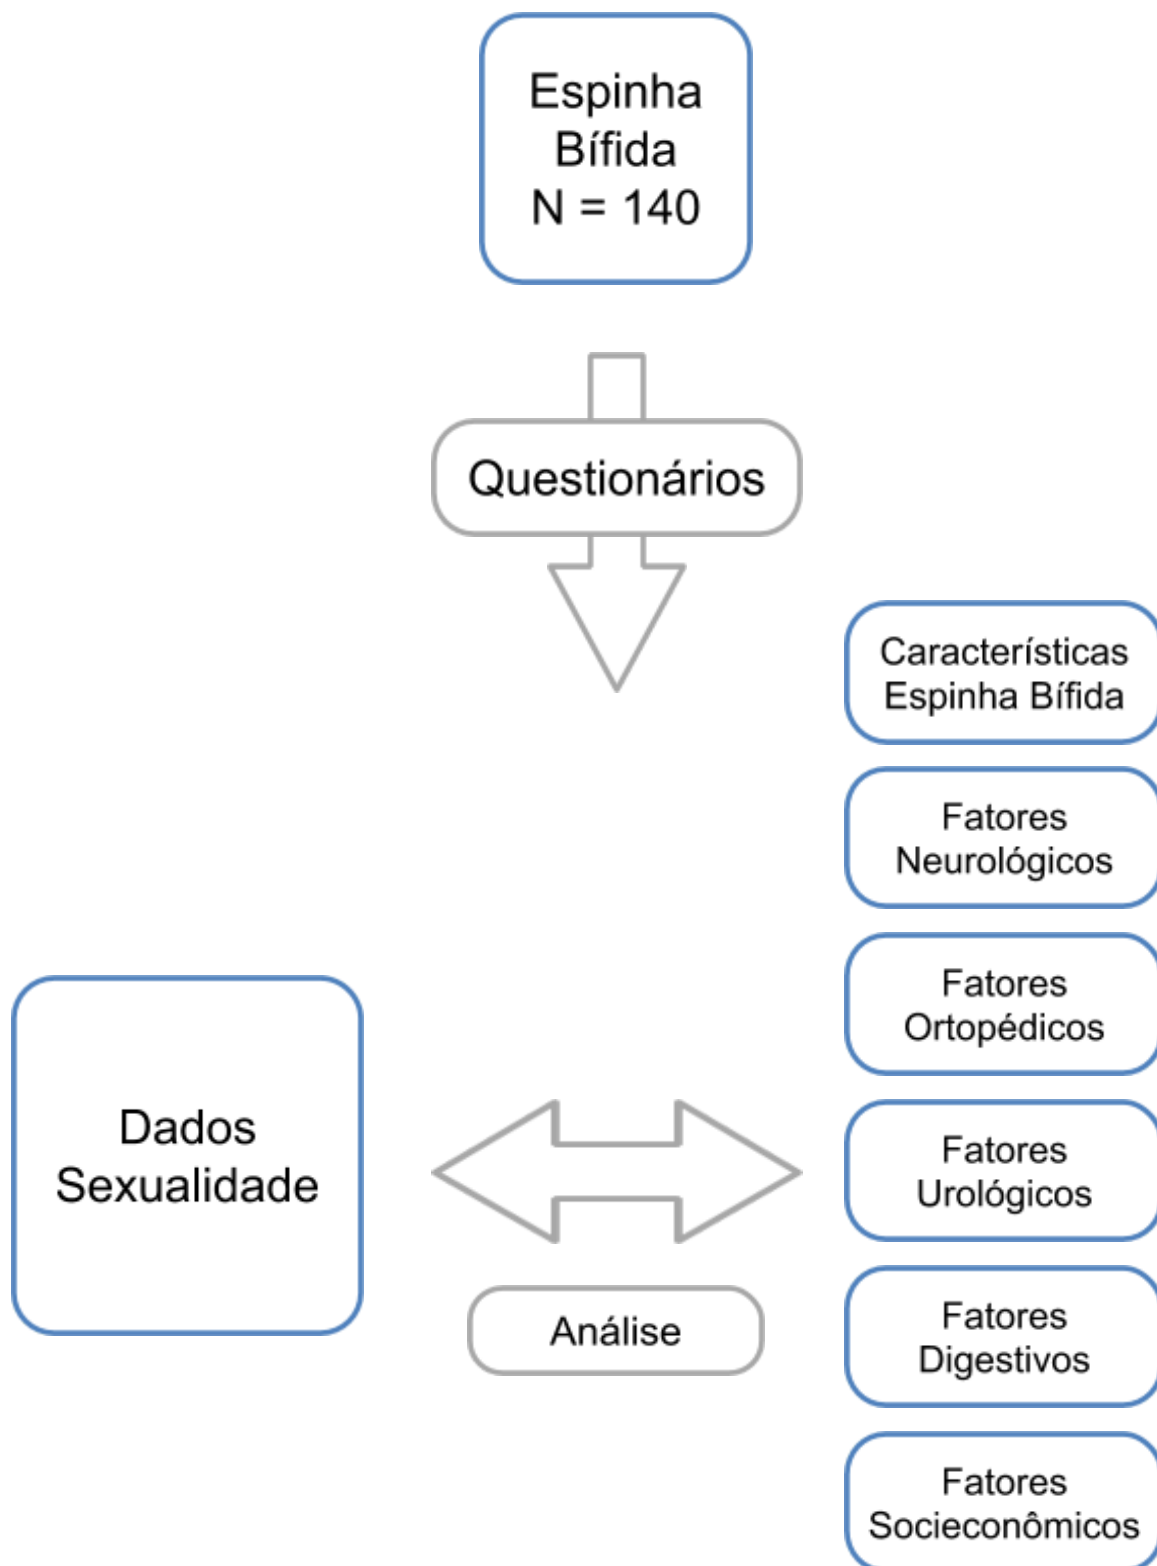 Espinha
Bífida
N = 140
Questionários
Característísticas
Espinha Bífida
Fatores
Neurológicos
Fatores
Ortopédicos
Dados
Sexualidade
Fatores
Urológicos
Análise
Fatores
Digestivos
Fatores
Socieconômicos